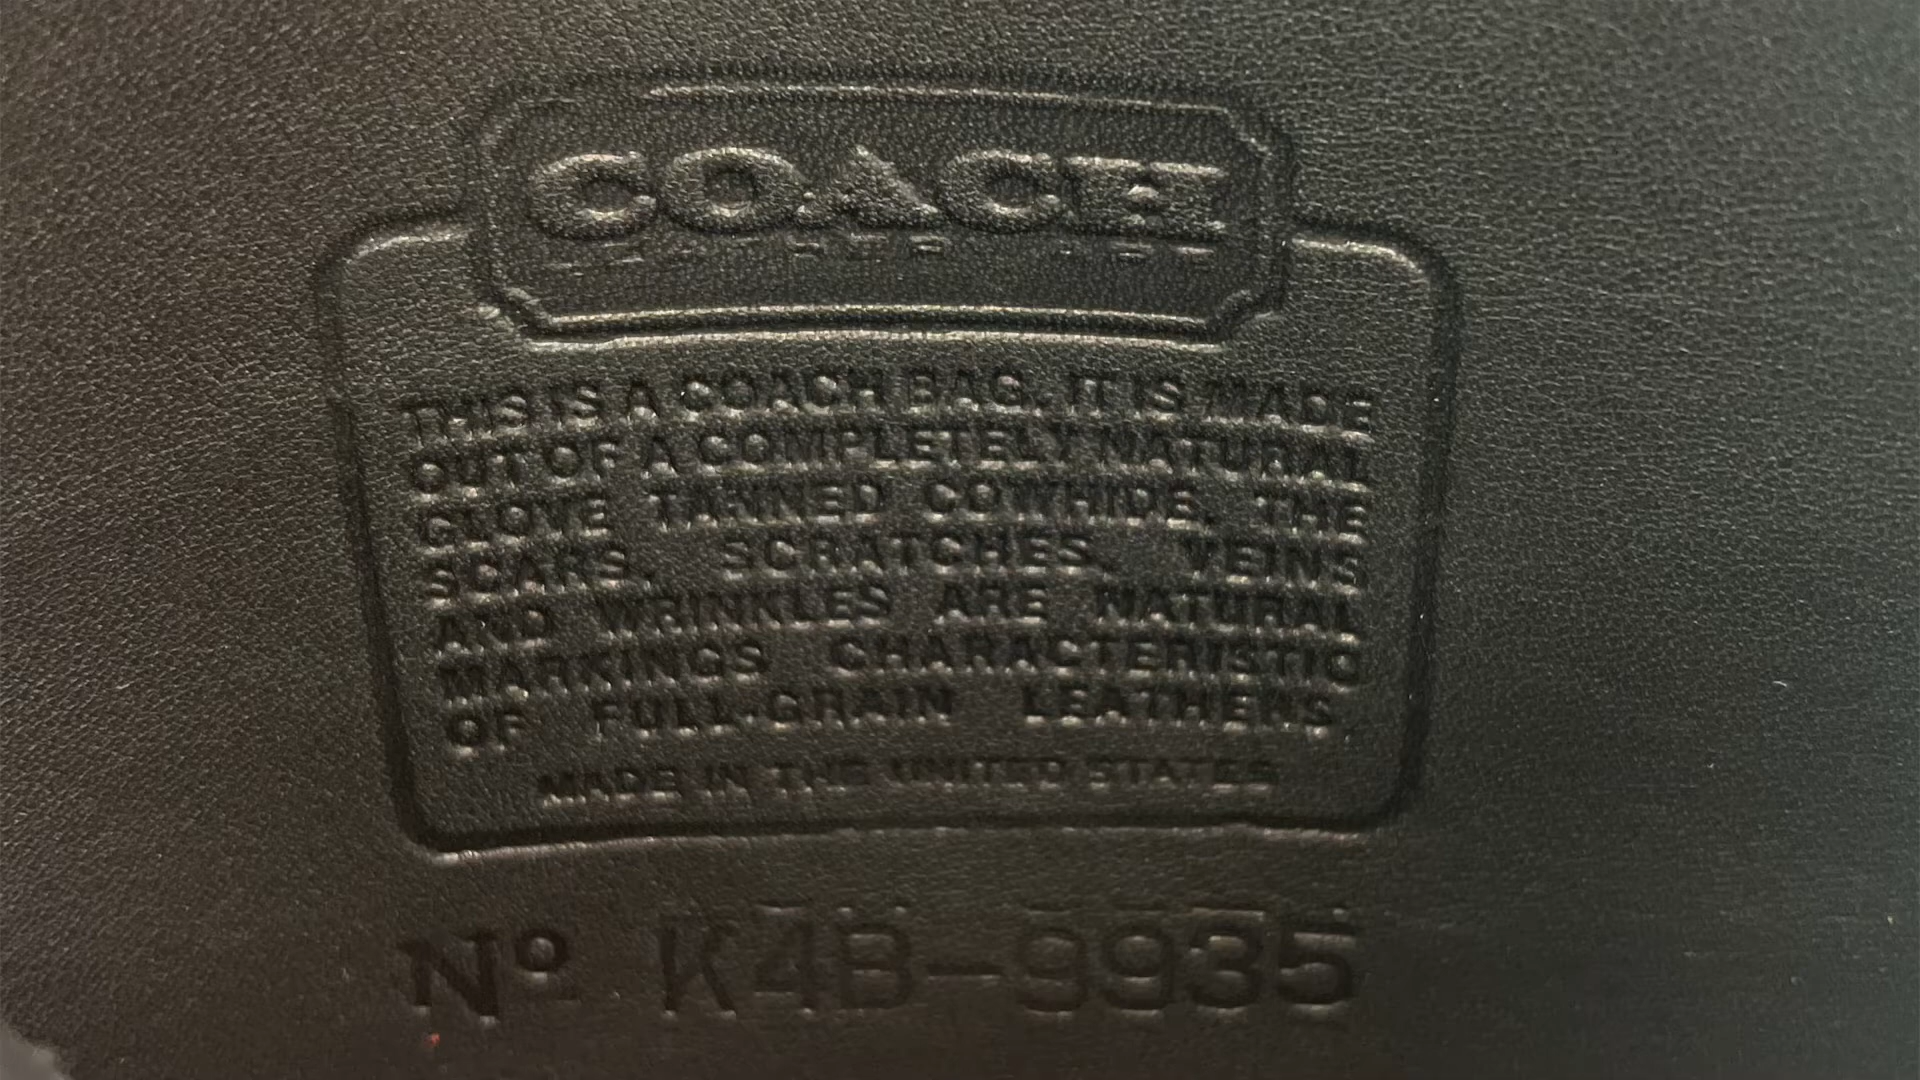 COACH
THIS IS A COACH BAG. IT IS MADE
OUT OF A COMPLETELY NATURAL
GLOVE TANNED COWHIDE. THE
SCARS, SCRATCHES, VEINS
AND WRINKLES ARE NATURAL
MARKINGS CHARACTERISTIC
OF FULL-GRAIN LEATHERS
MADE IN THE UNITED STATES
Nº K4B-9935